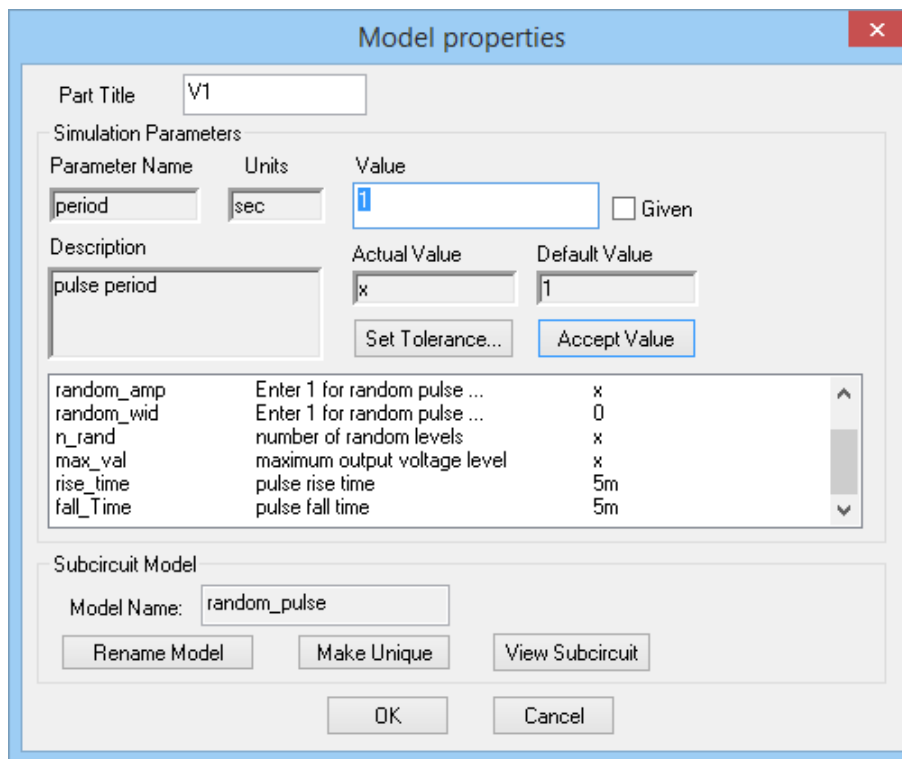 Model properties
Part Title V1
Simulation Parameters
Parameter Name Units Value
period sec 1 Given
Description Actual Value Default Value
pulse period x 1
Set Tolerance... Accept Value
random_amp Enter 1 for random pulse ... x
random_wid Enter 1 for random pulse ... 0
n_rand number of random levels x
max_val maximum output voltage level x
rise_time pulse rise time 5m
fall_Time pulse fall time 5m
Subcircuit Model
Model Name: random_pulse
Rename Model Make Unique View Subcircuit
OK Cancel